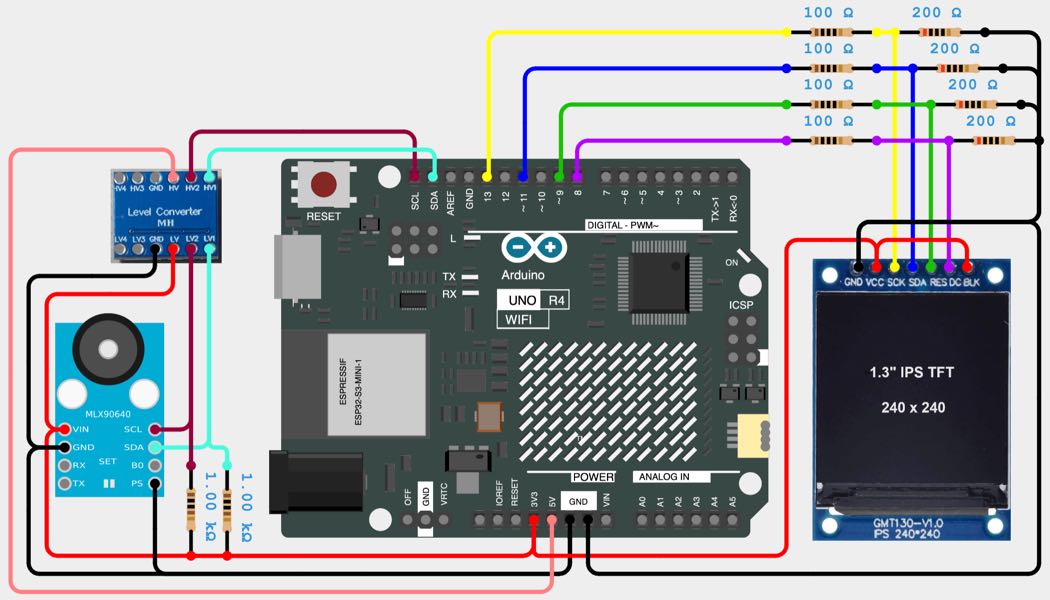 100 Ω 200 Ω
100 Ω 200 Ω
100 Ω 200 Ω
100 Ω 200 Ω
HV4 HV3 GND HV HV2 HV1
Level Converter
MH
LV4 LV3 GND LV LV2 LV1
RESET
SCL SDA AREF GND 13 12 ~11 ~10 ~9 8 7 ~6 ~5 4 ~3 2 TX→1 RX←0
L
DIGITAL - PWM~
TX
RX
Arduino
ON
UNO R4
WIFI
ICSP
ESPRESSIF
ESP32-S3-MINI-1
GND VCC SCK SDA RES DC BLK
1.3" IPS TFT
240 x 240
GMT130-V1.0
IPS 240*240
MLX90640
VIN SCL
GND SDA
RX SET B0
TX PS
1.00 kΩ 1.00 kΩ
POWER ANALOG IN
OFF GND VRTC IOREF RESET 3V3 5V GND VIN A0 A1 A2 A3 A4 A5